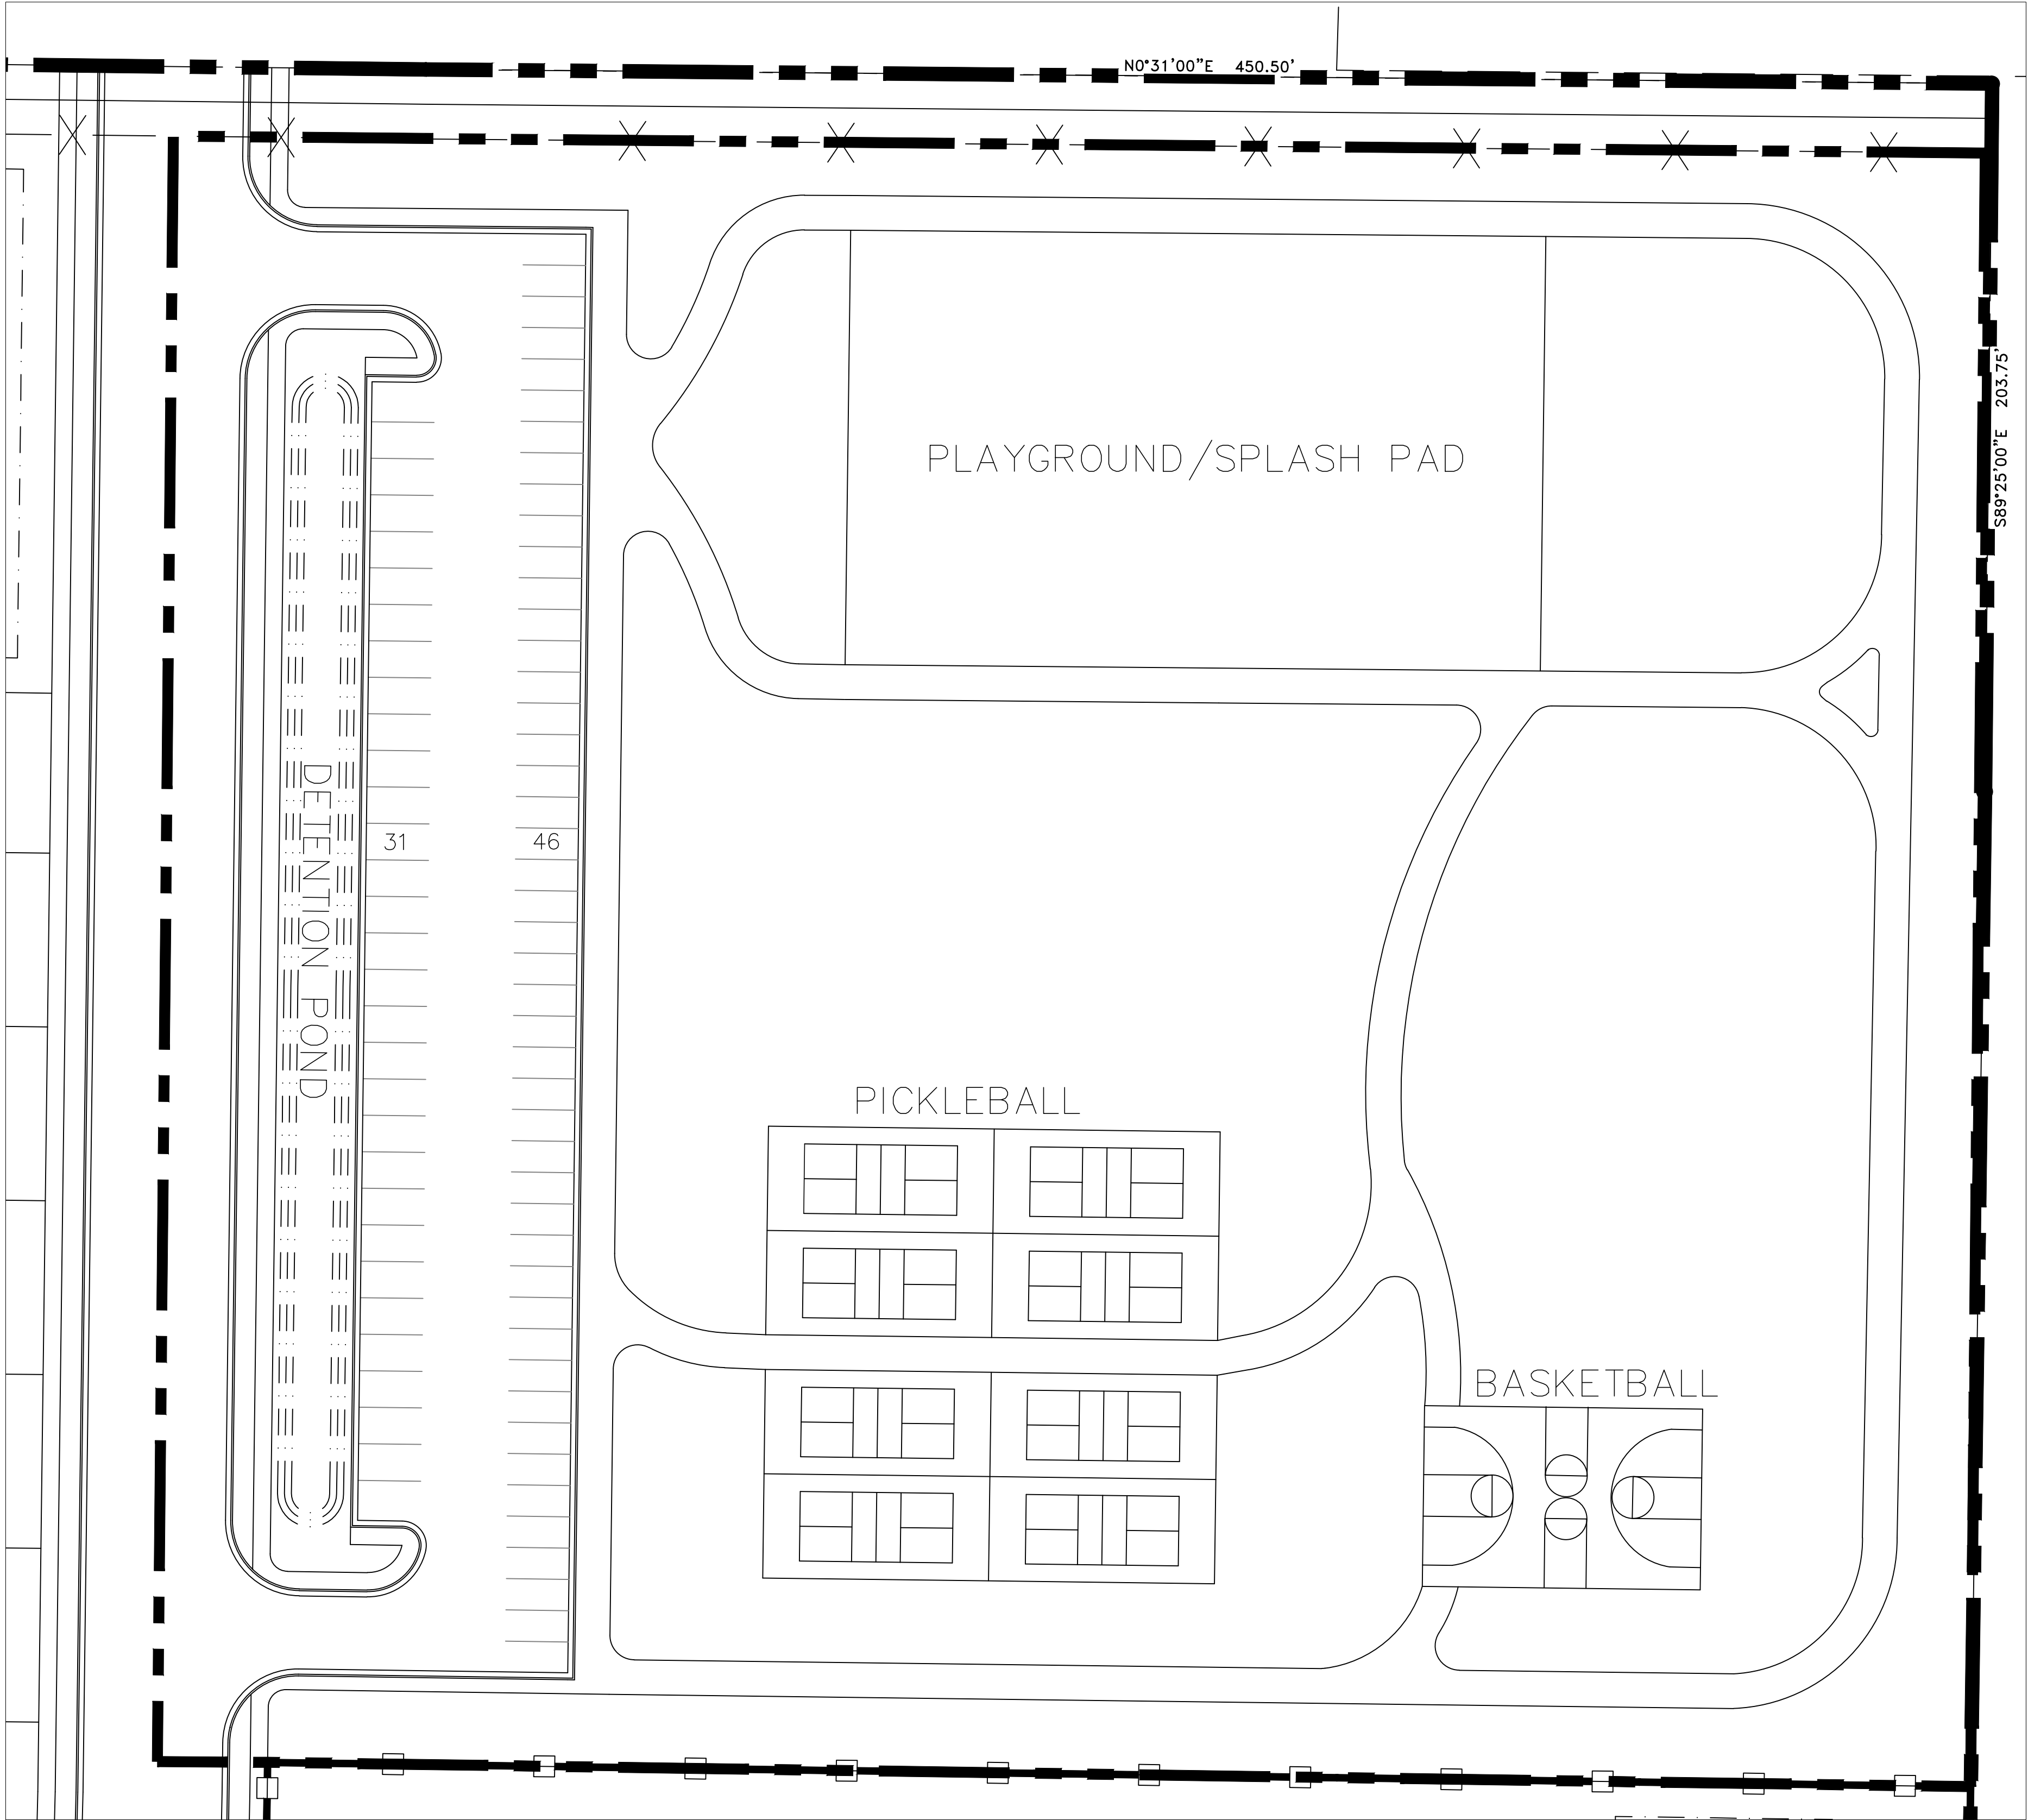 N0°31'00"E 450.50'
S89°25'00"E 203.75'
PLAYGROUND/SPLASH PAD
DETENTION POND
31
46
PICKLEBALL
BASKETBALL